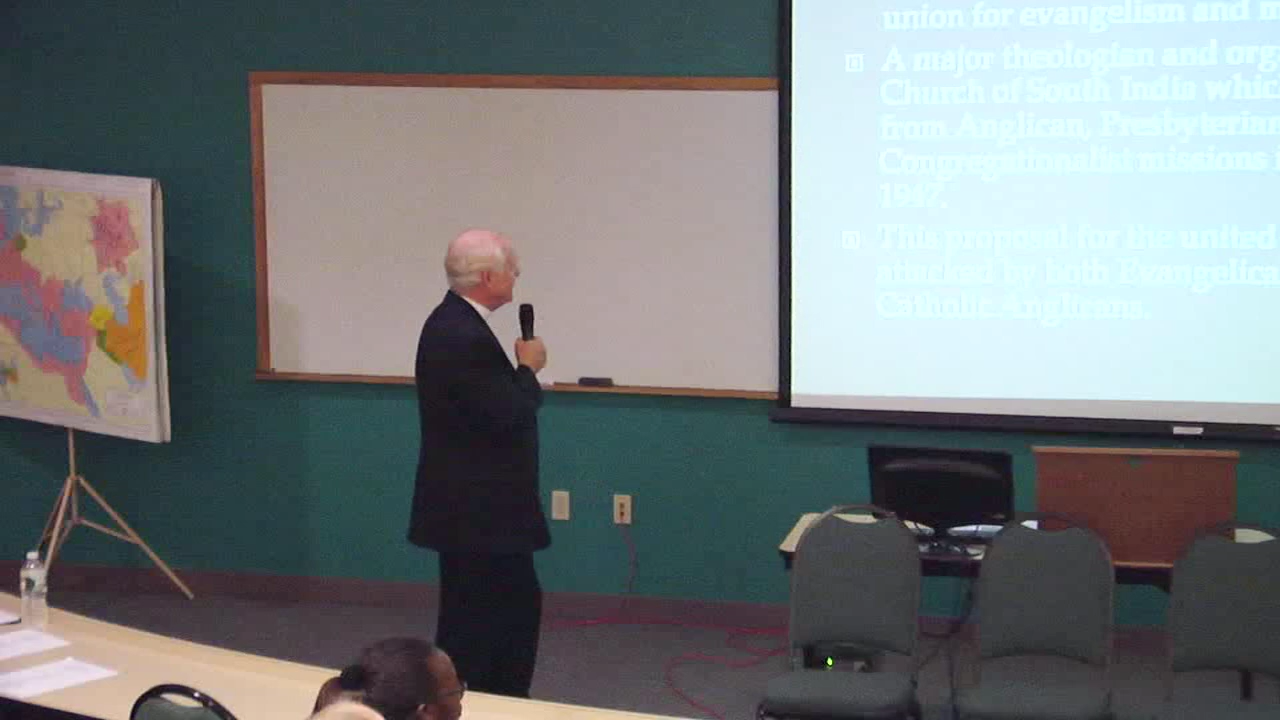 union for evangelism and m
A major theologian and org
Church of South India whic
from Anglican, Presbyterian
Congregationalist missions
1947.
This proposal for the united
by both Evangelica
Catholic Anglicans.